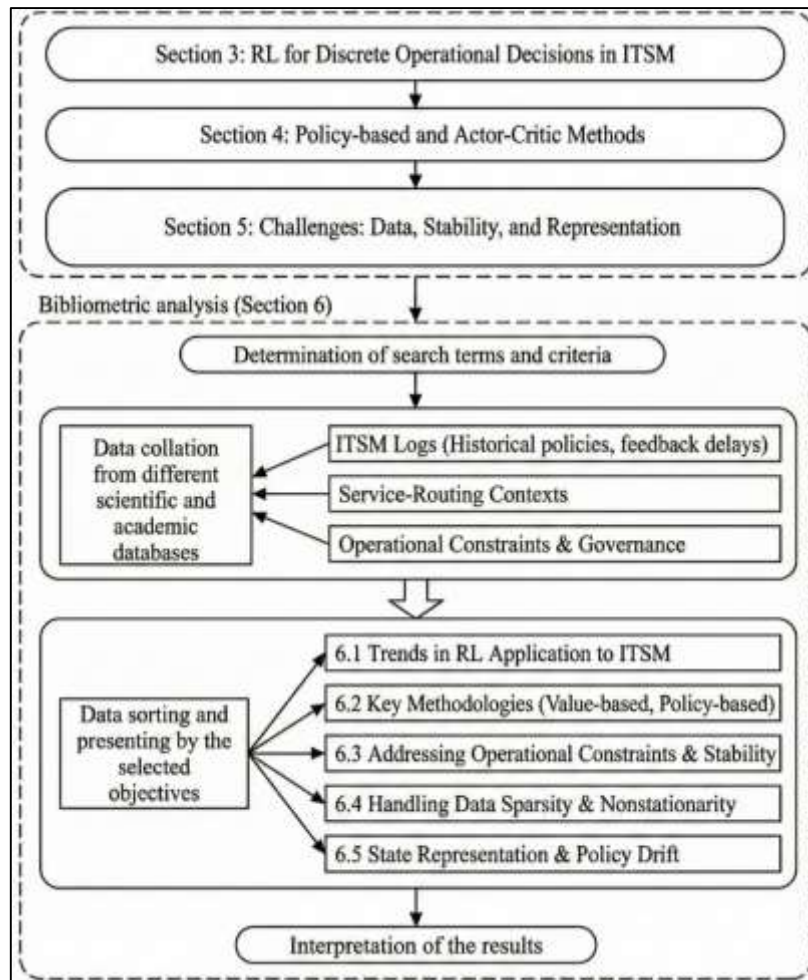 Section 3: RL for Discrete Operational Decisions in ITSM
Section 4: Policy-based and Actor-Critic Methods
Section 5: Challenges: Data, Stability, and Representation
Bibliometric analysis (Section 6)
Determination of search terms and criteria
Data collation
from different
scientific and
academic
databases
ITSM Logs (Historical policies, feedback delays)
Service-Routing Contexts
Operational Constraints & Governance
Data sorting and
presenting by the
selected
objectives
6.1 Trends in RL Application to ITSM
6.2 Key Methodologies (Value-based, Policy-based)
6.3 Addressing Operational Constraints & Stability
6.4 Handling Data Sparsity & Nonstationarity
6.5 State Representation & Policy Drift
Interpretation of the results